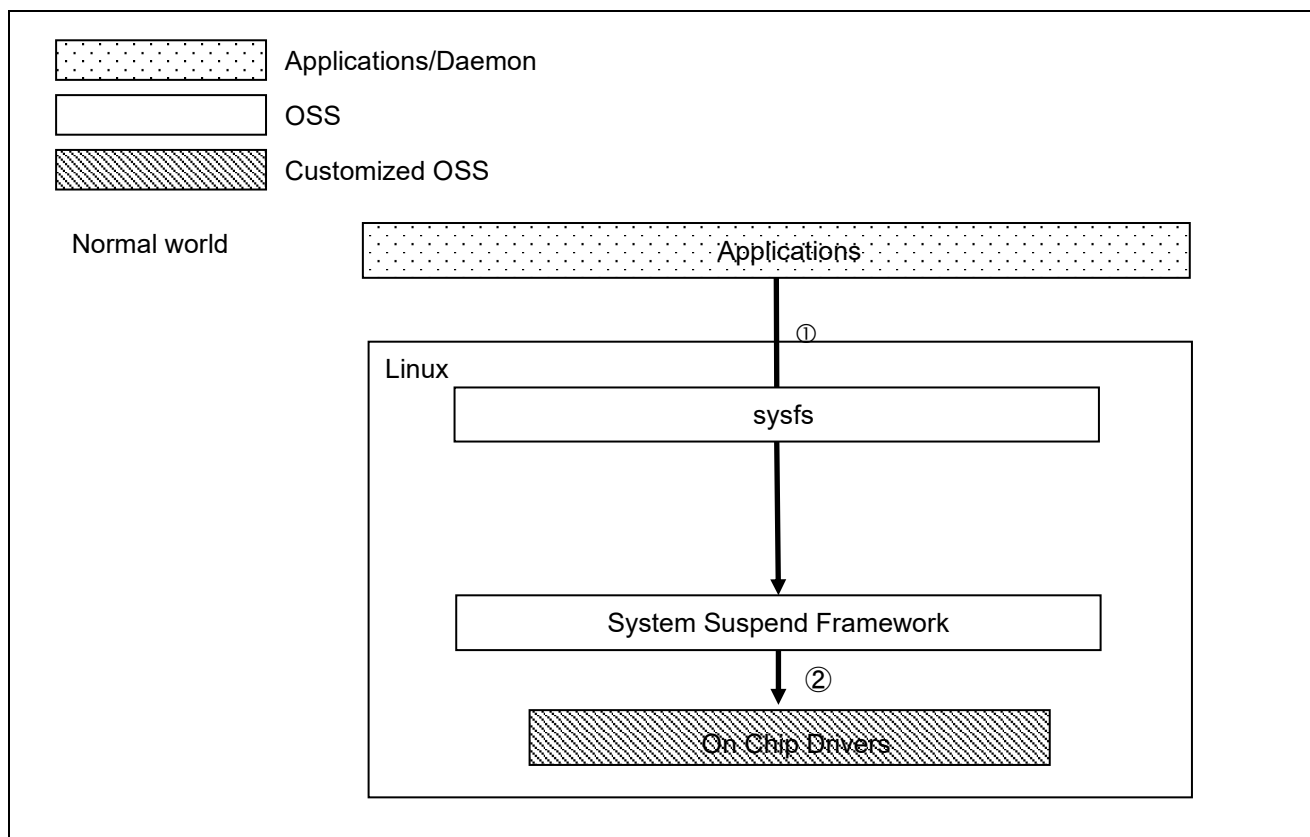 Applications/Daemon
OSS
Customized OSS
Normal world
Applications
①
Linux
sysfs
System Suspend Framework
②
On Chip Drivers